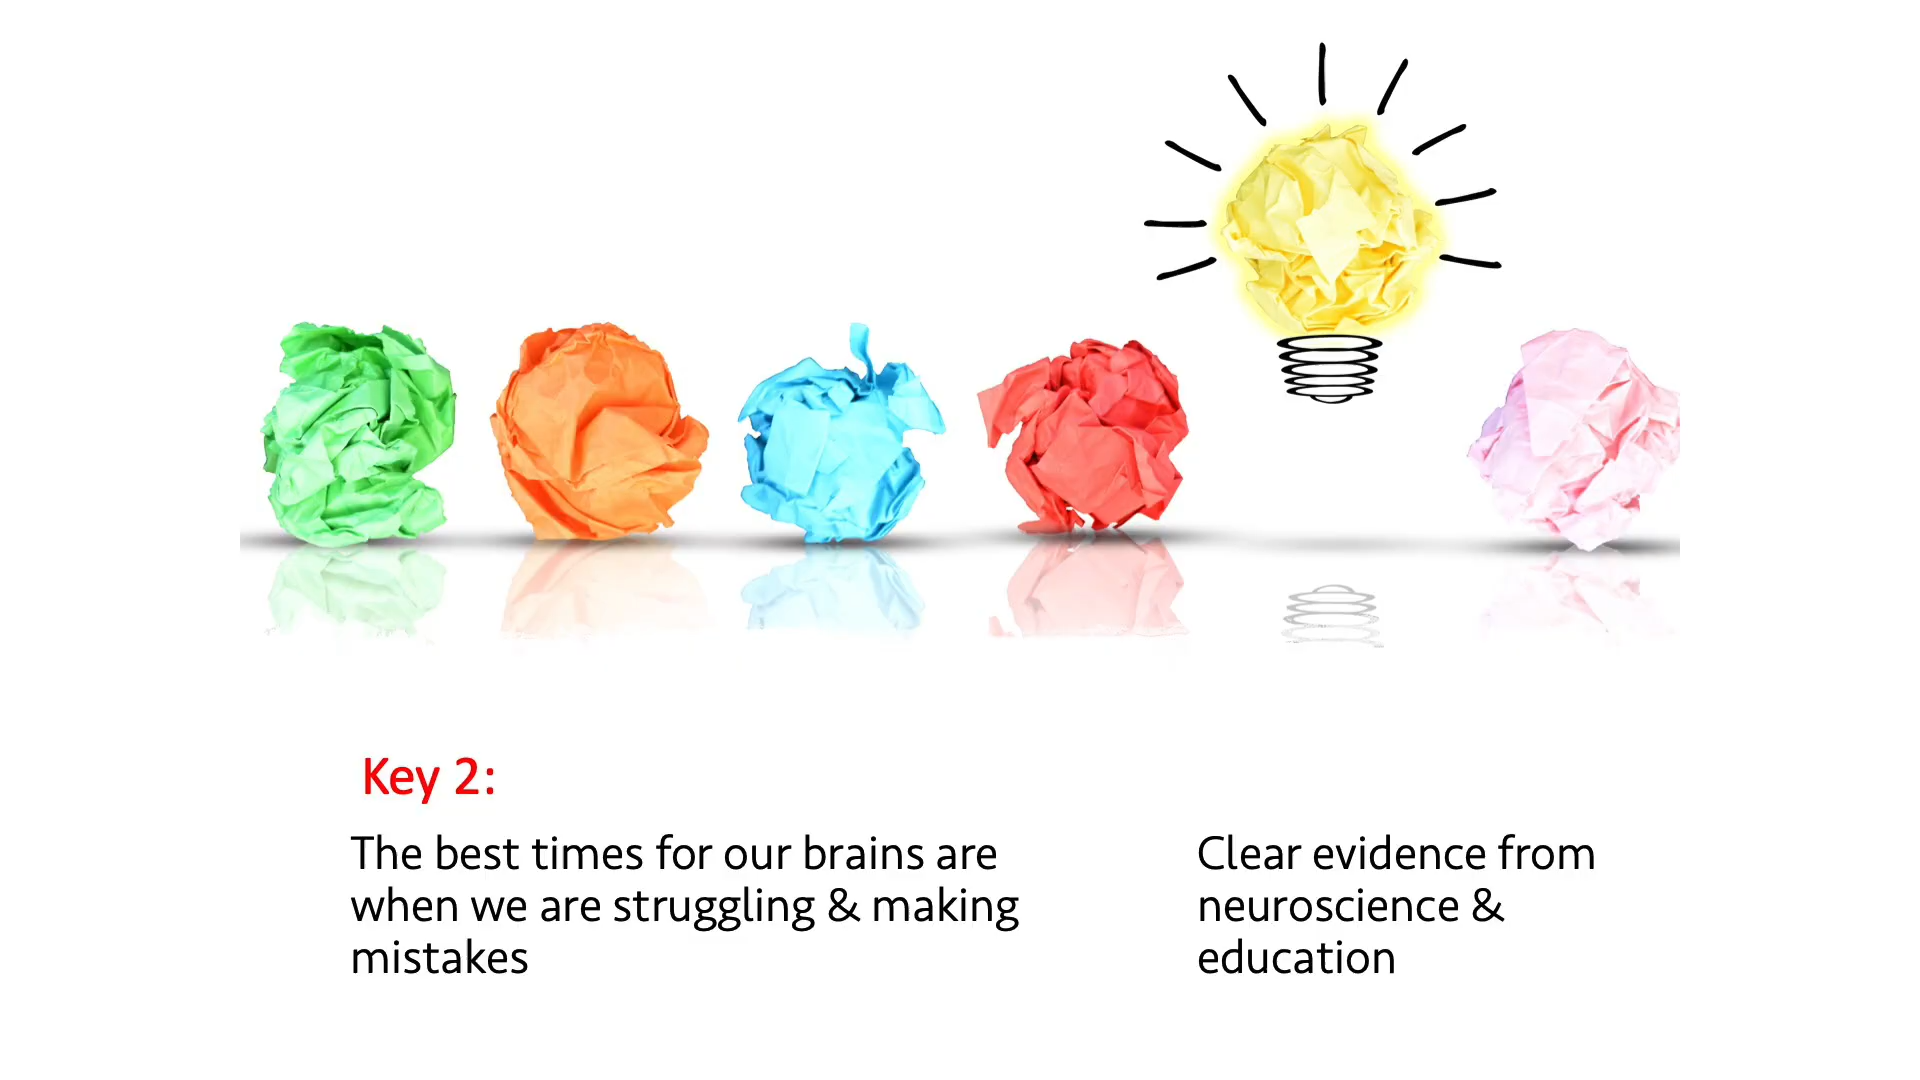 Key 2:
The best times for our brains are
when we are struggling & making
mistakes
Clear evidence from
neuroscience &
education